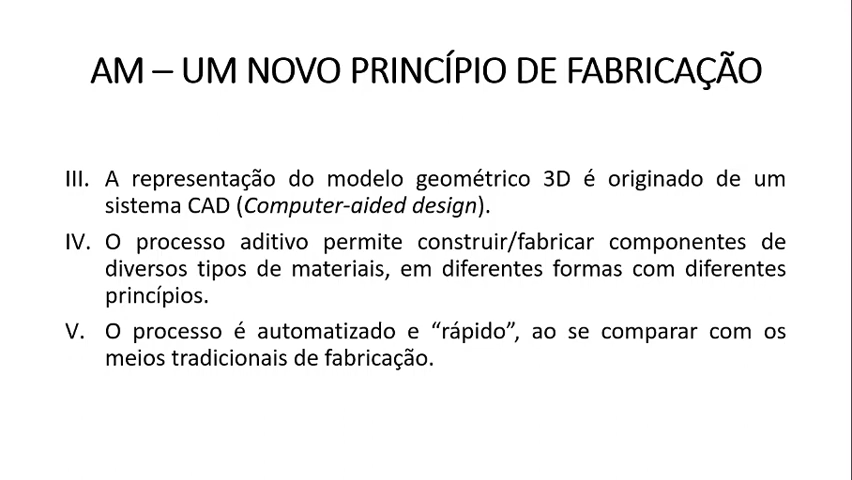 AM – UM NOVO PRINCÍPIO DE FABRICAÇÃO
III. A representação do modelo geométrico 3D é originado de um
sistema CAD (Computer-aided design).
IV. O processo aditivo permite construir/fabricar componentes de
diversos tipos de materiais, em diferentes formas com diferentes
princípios.
V. O processo é automatizado e “rápido”, ao se comparar com os
meios tradicionais de fabricação.